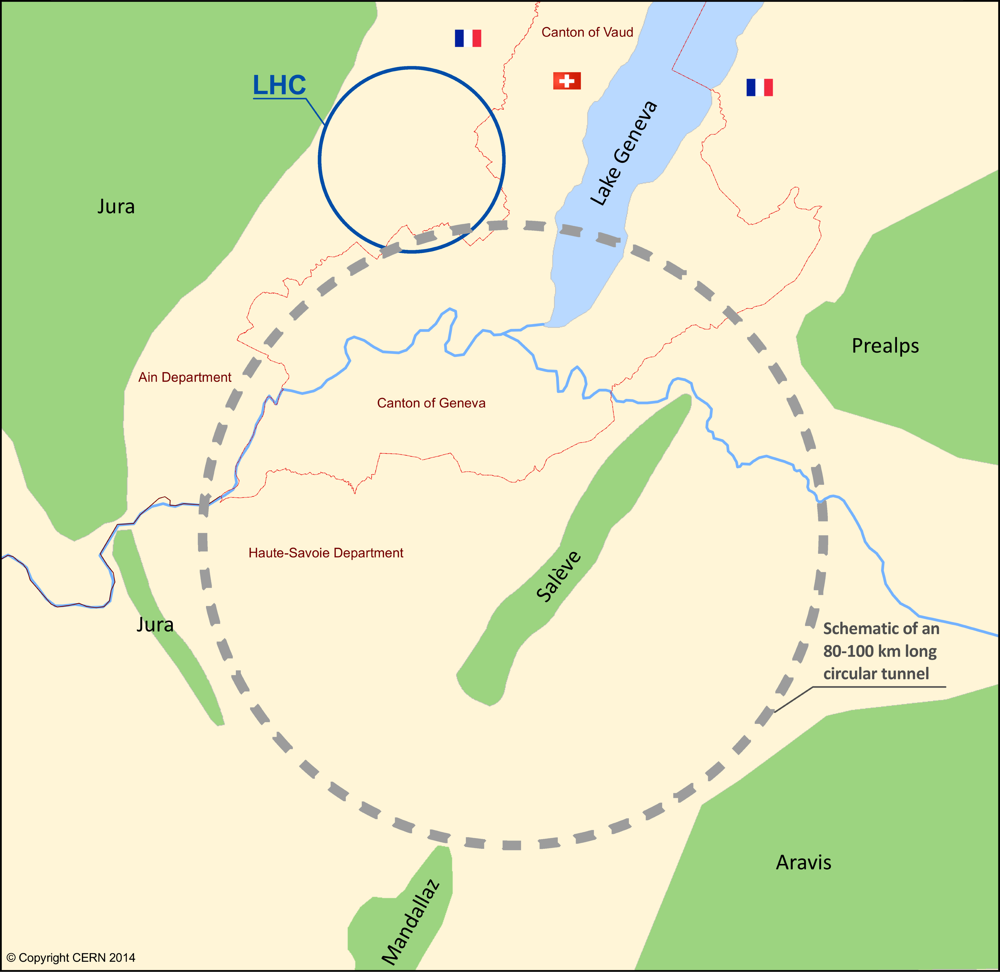 Canton of Vaud
LHC
Lake Geneva
Jura
Prealps
Ain Department
Canton of Geneva
Haute-Savoie Department
Salève
Jura
Schematic of an
80-100 km long
circular tunnel
Aravis
Mandallaz
© Copyright CERN 2014